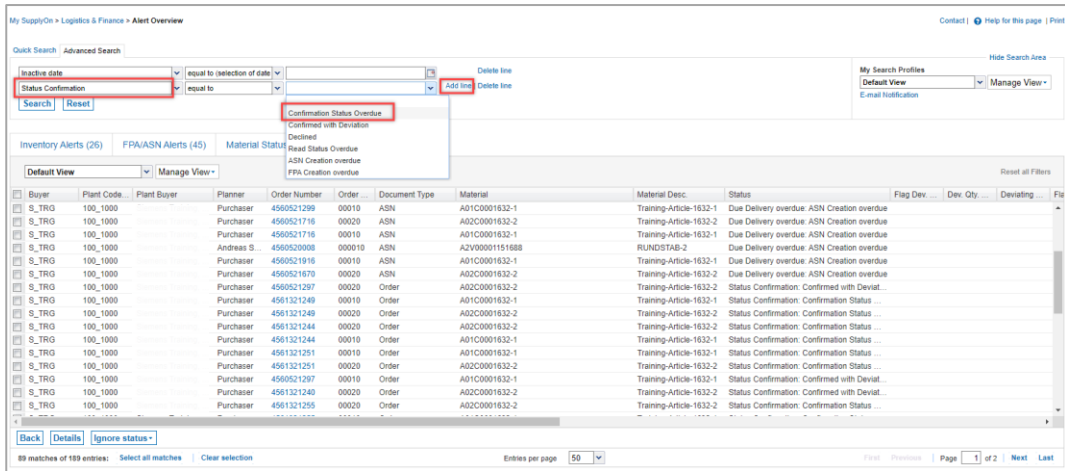 My SupplyOn > Logistics & Finance > Alert Overview
Contact | Help for this page | Print
Quick Search Advanced Search
Hide Search Area
Inactive date equal to (selection of date Delete line
My Search Profiles
Status Confirmation equal to Add line Delete line
Default View Manage View
Search Reset
E-mail Notification
Confirmation Status Overdue
Confirmed with Deviation
Declined
Read Status Overdue
ASN Creation overdue
FPA Creation overdue
Inventory Alerts (26) FPA/ASN Alerts (45) Material Status
Default View Manage View Reset all Filters
Buyer Plant Code... Plant Buyer Planner Order Number Order ... Document Type Material Material Desc. Status Flag Dev. ... Dev. Qty. ... Deviating ... Fla
S_TRG 100_1000 Purchaser 4560521299 00010 ASN A01C0001632-1 Training-Article-1632-1 Due Delivery overdue: ASN Creation overdue
S_TRG 100_1000 Purchaser 4560521716 00020 ASN A02C0001632-2 Training-Article-1632-2 Due Delivery overdue: ASN Creation overdue
S_TRG 100_1000 Purchaser 4560521716 00010 ASN A01C0001632-1 Training-Article-1632-1 Due Delivery overdue: ASN Creation overdue
S_TRG 100_1000 Andreas S... 4560520008 000010 ASN A2V00001151688 RUNDSTAB-2 Due Delivery overdue: ASN Creation overdue
S_TRG 100_1000 Purchaser 4560521916 00010 ASN A01C0001632-1 Training-Article-1632-1 Due Delivery overdue: ASN Creation overdue
S_TRG 100_1000 Purchaser 4560521670 00020 ASN A02C0001632-2 Training-Article-1632-2 Due Delivery overdue: ASN Creation overdue
S_TRG 100_1000 Purchaser 4560521297 00020 Order A02C0001632-2 Training-Article-1632-2 Status Confirmation: Confirmed with Deviat...
S_TRG 100_1000 Purchaser 4561321249 00010 Order A01C0001632-1 Training-Article-1632-1 Status Confirmation: Confirmation Status ...
S_TRG 100_1000 Purchaser 4561321249 00020 Order A02C0001632-2 Training-Article-1632-2 Status Confirmation: Confirmation Status ...
S_TRG 100_1000 Purchaser 4561321244 00020 Order A02C0001632-2 Training-Article-1632-2 Status Confirmation: Confirmation Status ...
S_TRG 100_1000 Purchaser 4561321244 00010 Order A01C0001632-1 Training-Article-1632-1 Status Confirmation: Confirmation Status ...
S_TRG 100_1000 Purchaser 4561321251 00010 Order A01C0001632-1 Training-Article-1632-1 Status Confirmation: Confirmation Status ...
S_TRG 100_1000 Purchaser 4561321251 00020 Order A02C0001632-2 Training-Article-1632-2 Status Confirmation: Confirmation Status ...
S_TRG 100_1000 Purchaser 4560521297 00010 Order A01C0001632-1 Training-Article-1632-1 Status Confirmation: Confirmed with Deviat...
S_TRG 100_1000 Purchaser 4561321240 00020 Order A02C0001632-2 Training-Article-1632-2 Status Confirmation: Confirmed with Deviat...
S_TRG 100_1000 Purchaser 4561321255 00020 Order A02C0001632-2 Training-Article-1632-2 Status Confirmation: Confirmation Status ...
Back Details Ignore status
89 matches of 189 entries: Select all matches | Clear selection Entries per page 50 First Previous | Page 1 of 2 | Next Last